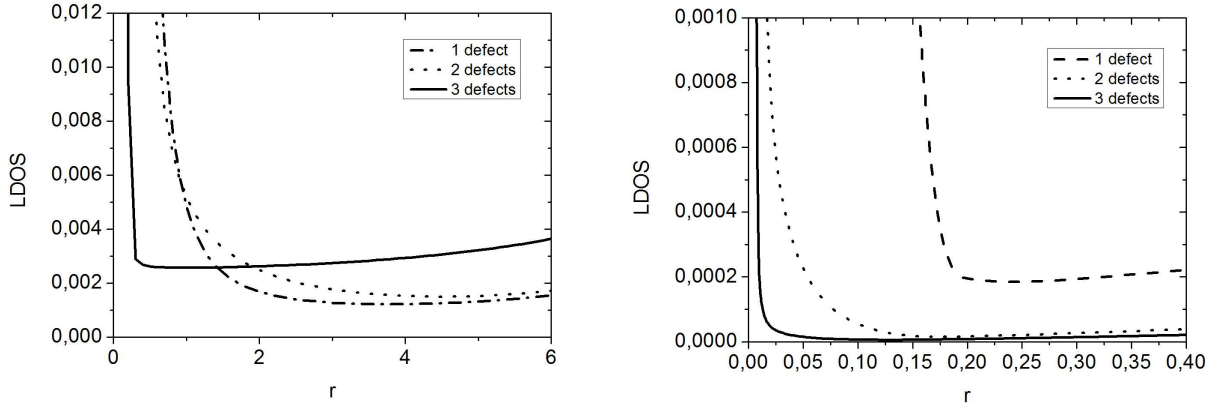 0,012
0,010
0,008
0,006
0,004
0,002
0,000
LDOS
0 2 4 6
r
1 defect
2 defects
3 defects
0,0010
0,0008
0,0006
0,0004
0,0002
0,0000
LDOS
0,00 0,05 0,10 0,15 0,20 0,25 0,30 0,35 0,40
r
1 defect
2 defects
3 defects